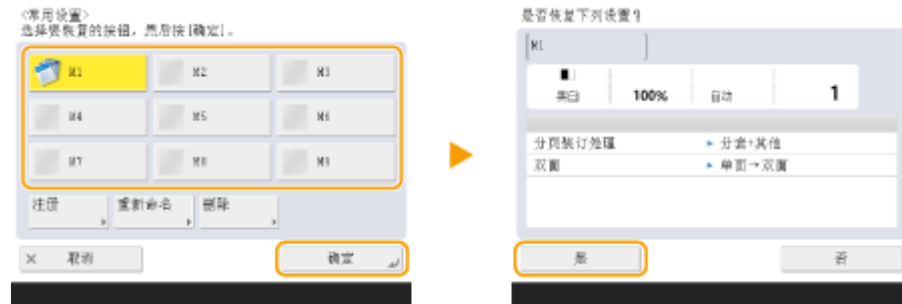 <常用设置>
选择要恢复的按钮，然后按[确定]。
M1
M2
M3
M4
M5
M6
M7
M8
M9
注册
重新命名
删除
× 取消
确定
是否恢复下列设置？
M1
黑白
100%
自动
1
分页装订处理
▸ 分套+其他
双面
▸ 单面→双面
是
否